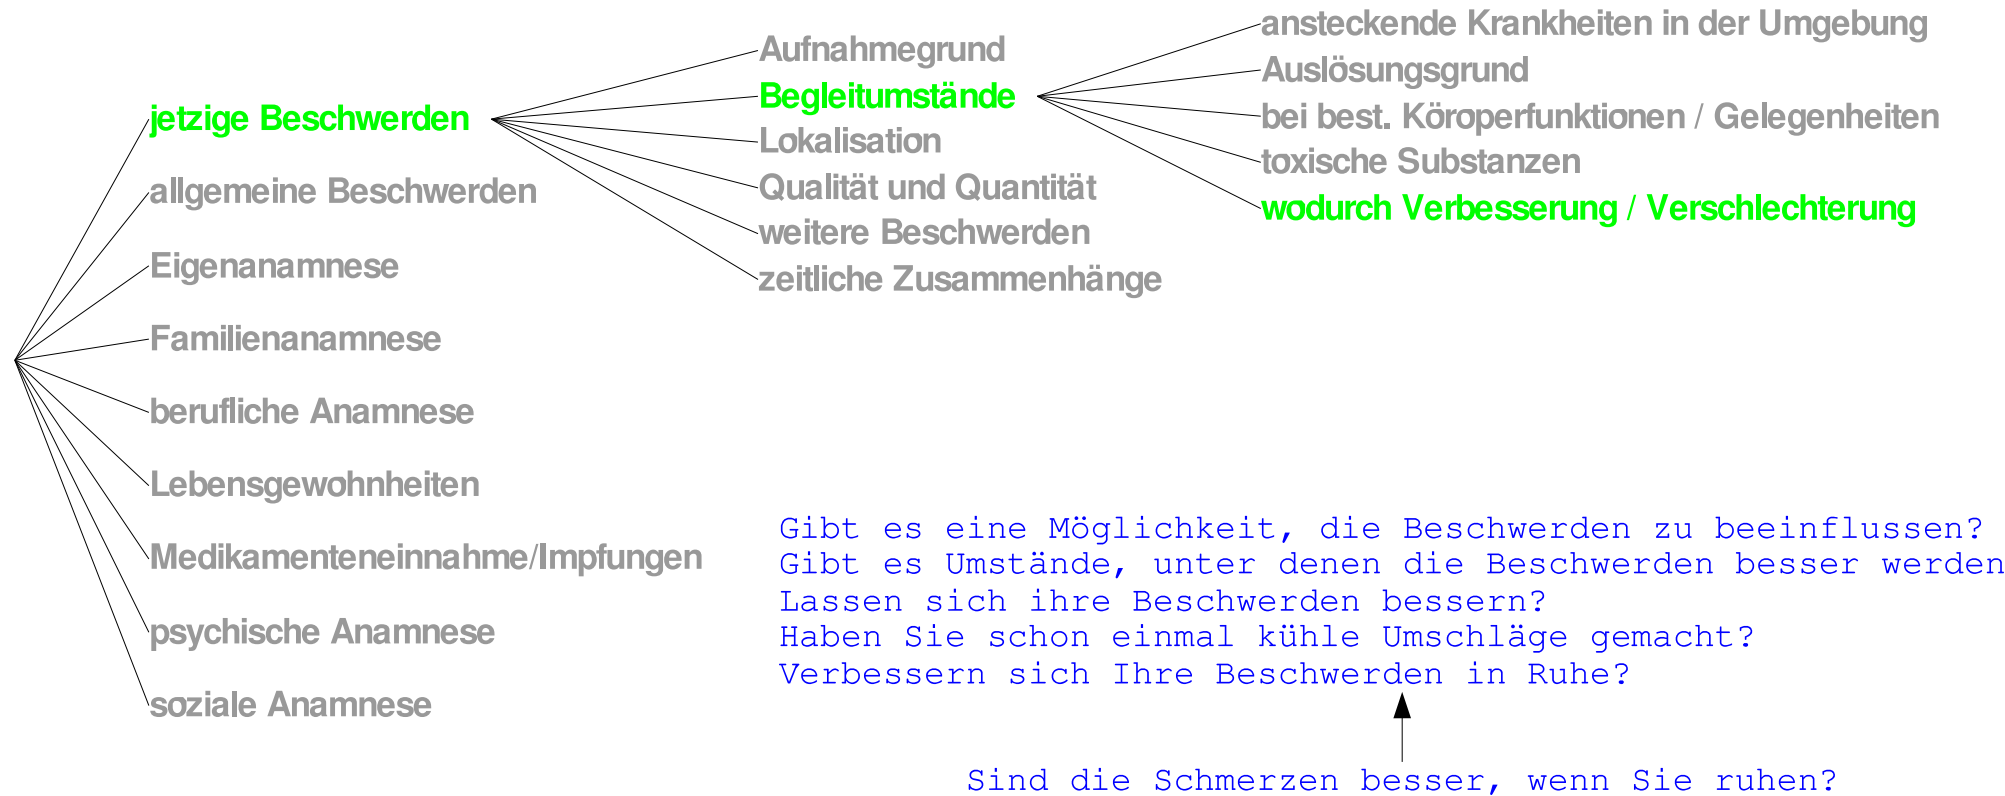 jetzige Beschwerden
allgemeine Beschwerden
Eigenanamnese
Familienanamnese
berufliche Anamnese
Lebensgewohnheiten
Medikamenteneinnahme/Impfungen
psychische Anamnese
soziale Anamnese
Aufnahmegrund
Begleitumstände
Lokalisation
Qualität und Quantität
weitere Beschwerden
zeitliche Zusammenhänge
ansteckende Krankheiten in der Umgebung
Auslösungsgrund
bei best. Köroperfunktionen / Gelegenheiten
toxische Substanzen
wodurch Verbesserung / Verschlechterung
Gibt es eine Möglichkeit, die Beschwerden zu beeinflussen?
Gibt es Umstände, unter denen die Beschwerden besser werden
Lassen sich ihre Beschwerden bessern?
Haben Sie schon einmal kühle Umschläge gemacht?
Verbessern sich Ihre Beschwerden in Ruhe?
Sind die Schmerzen besser, wenn Sie ruhen?